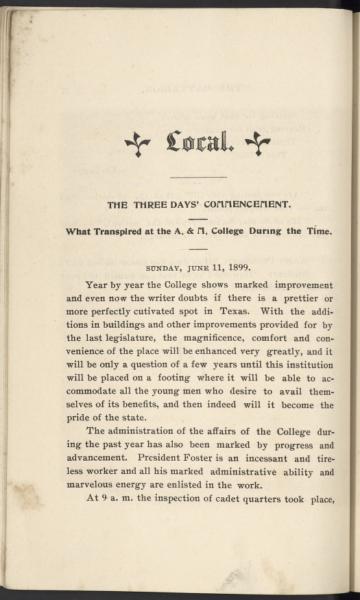 Local.
THE THREE DAYS' COMMENCEMENT.
What Transpired at the A. & M. College During the Time.
SUNDAY, JUNE 11, 1899.
Year by year the College shows marked improvement
and even now the writer doubts if there is a prettier or
more perfectly cutivated spot in Texas. With the addi-
tions in buildings and other improvements provided for by
the last legislature, the magnificence, comfort and con-
venience of the place will be enhanced very greatly, and it
will be only a question of a few years until this institution
will be placed on a footing where it will be able to ac-
commodate all the young men who desire to avail them-
selves of its benefits, and then indeed will it become the
pride of the state.
The administration of the affairs of the College dur-
ing the past year has also been marked by progress and
advancement. President Foster is an incessant and tire-
less worker and all his marked administrative ability and
marvelous energy are enlisted in the work.
At 9 a. m. the inspection of cadet quarters took place,